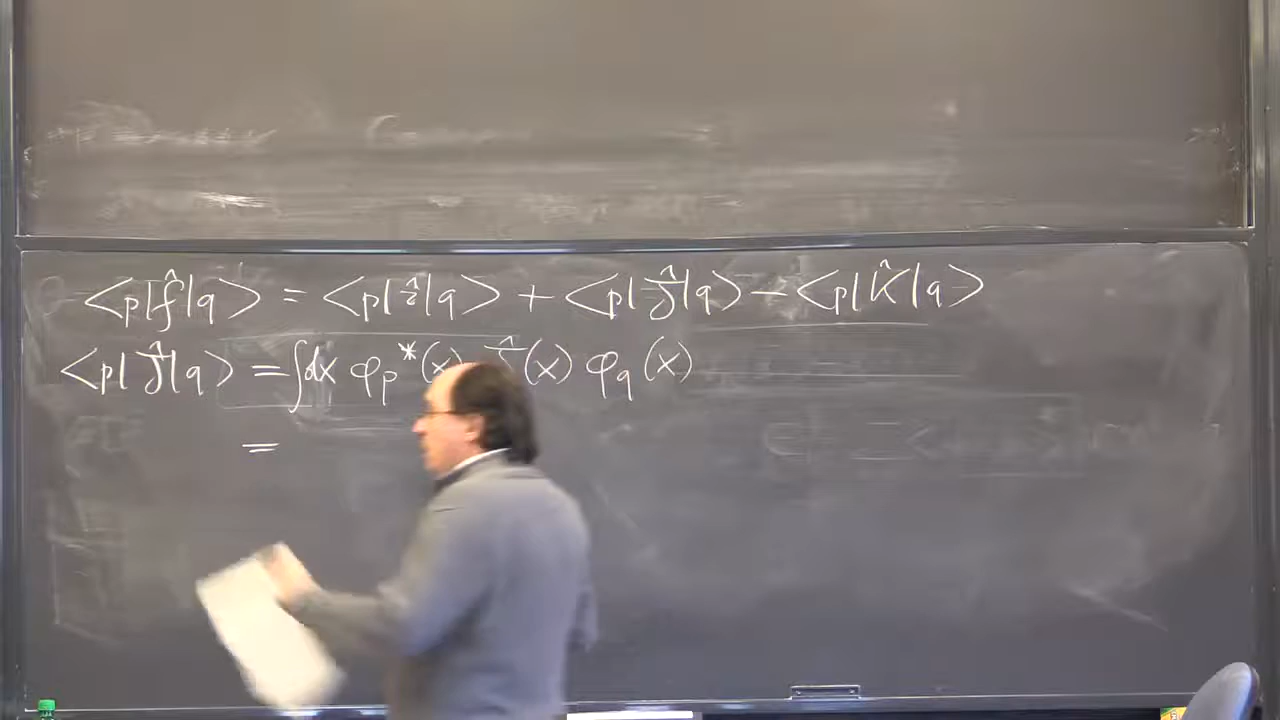 <p|f̂|q> = <p|ẑ|q> + <p|Ĵ|q> − <p|K̂|q>
<p|Ĵ|q> = ∫dx φp*(x) Ĵ(x) φq(x)
=